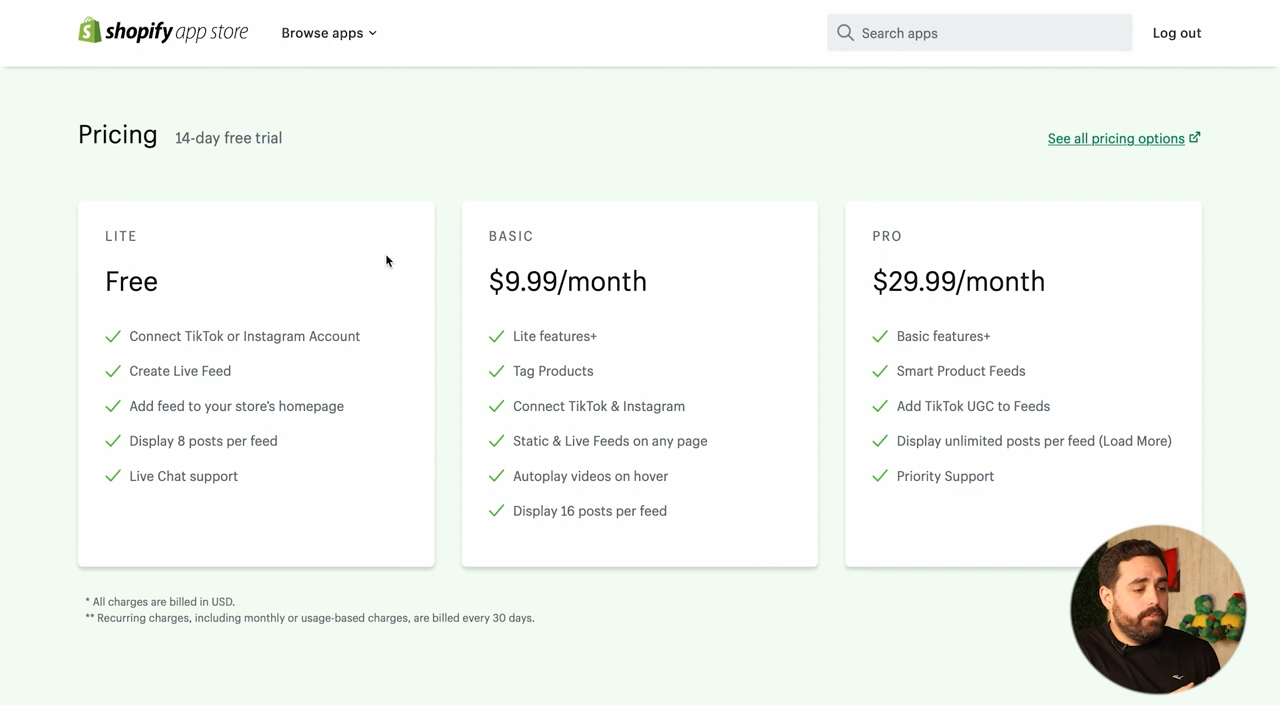 shopify app store
Browse apps
Search apps
Log out
Pricing
14-day free trial
See all pricing options
LITE
Free
Connect TikTok or Instagram Account
Create Live Feed
Add feed to your store's homepage
Display 8 posts per feed
Live Chat support
BASIC
$9.99/month
Lite features+
Tag Products
Connect TikTok & Instagram
Static & Live Feeds on any page
Autoplay videos on hover
Display 16 posts per feed
PRO
$29.99/month
Basic features+
Smart Product Feeds
Add TikTok UGC to Feeds
Display unlimited posts per feed (Load More)
Priority Support
* All charges are billed in USD.
** Recurring charges, including monthly or usage-based charges, are billed every 30 days.